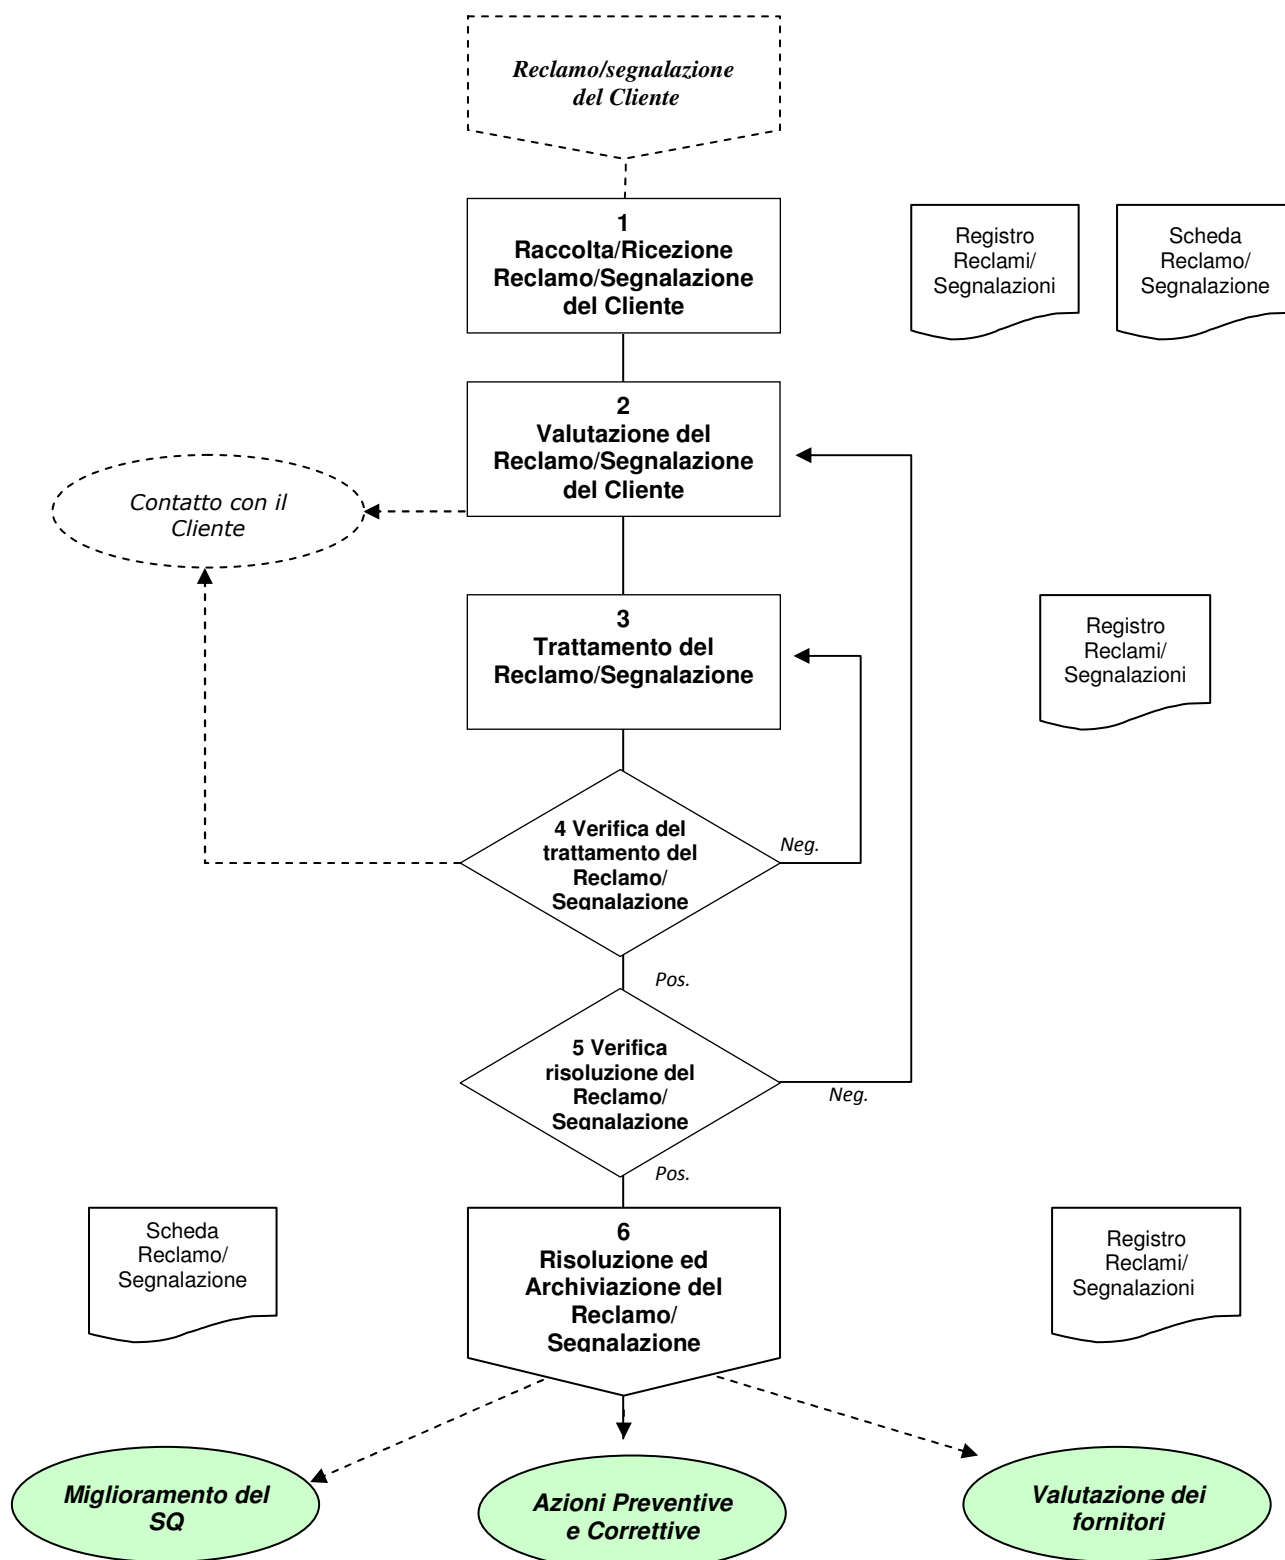 Reclamo/segnalazione
del Cliente
1
Raccolta/Ricezione
Reclamo/Segnalazione
del Cliente
Registro
Reclami/
Segnalazioni
Scheda
Reclamo/
Segnalazione
2
Valutazione del
Reclamo/Segnalazione
del Cliente
Contatto con il
Cliente
3
Trattamento del
Reclamo/Segnalazione
Registro
Reclami/
Segnalazioni
4 Verifica del
trattamento del
Reclamo/
Segnalazione
Neg.
Pos.
5 Verifica
risoluzione del
Reclamo/
Segnalazione
Neg.
Pos.
Scheda
Reclamo/
Segnalazione
6
Risoluzione ed
Archiviazione del
Reclamo/
Segnalazione
Registro
Reclami/
Segnalazioni
Miglioramento del
SQ
Azioni Preventive
e Correttive
Valutazione dei
fornitori